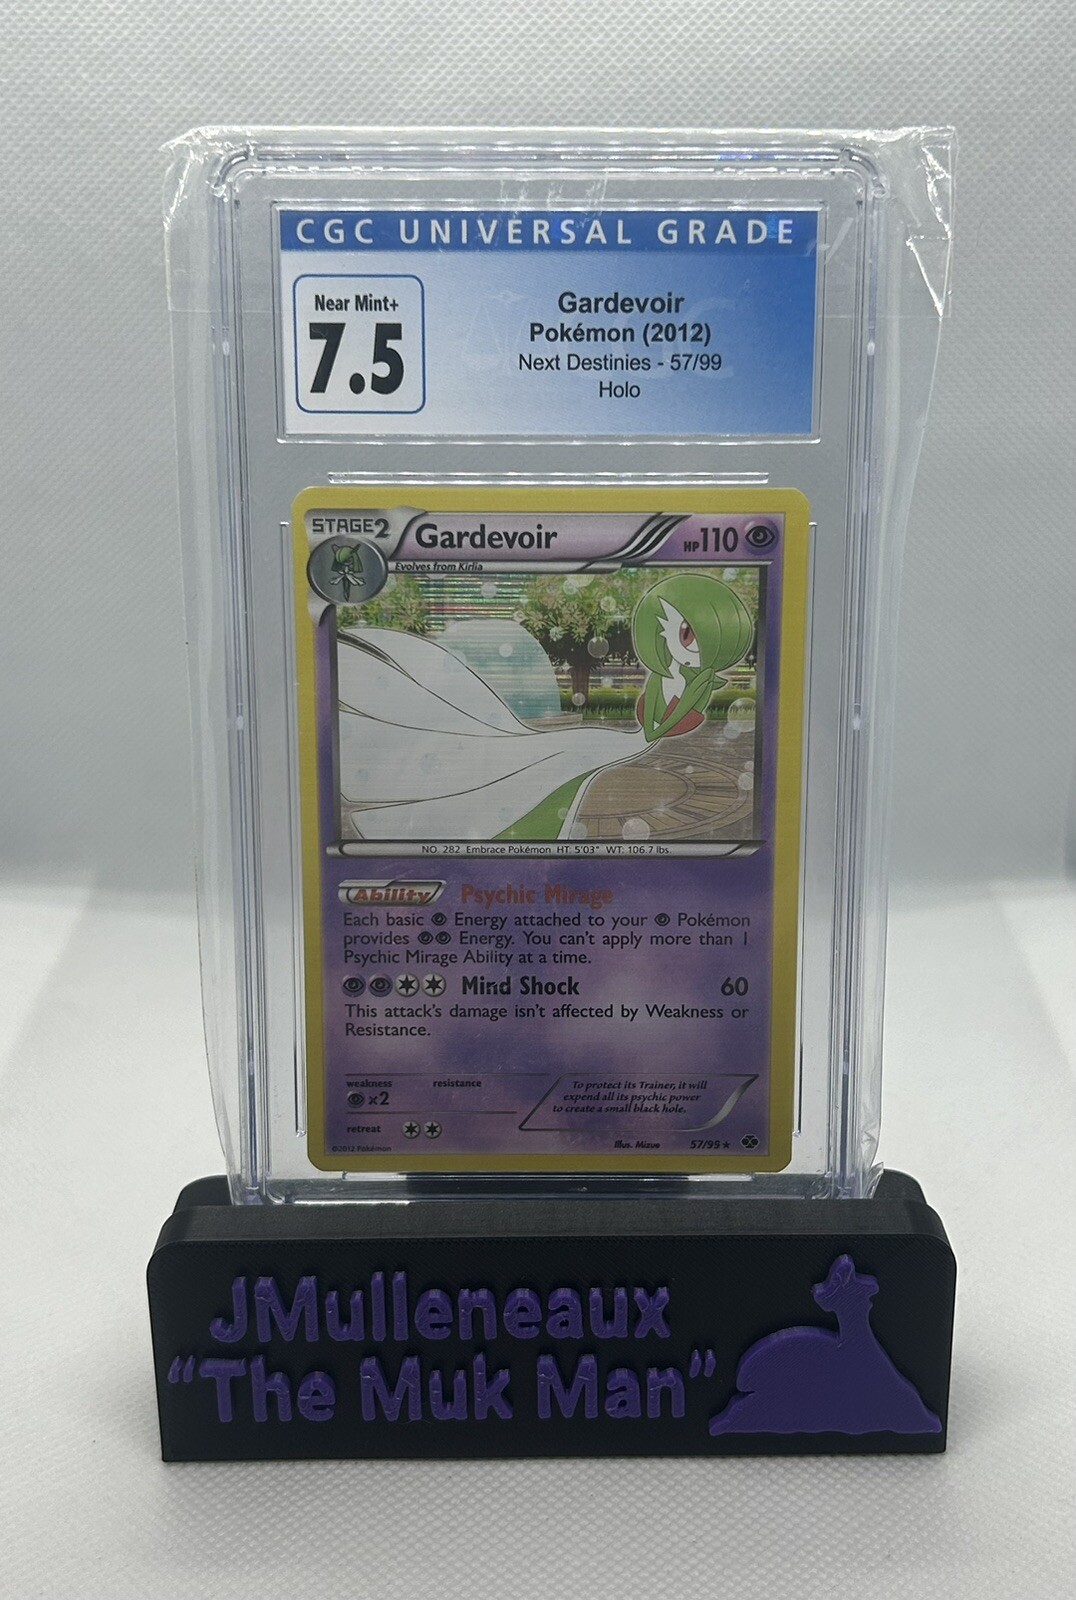 CGC UNIVERSAL GRADE
Near Mint+
7.5
Gardevoir
Pokémon (2012)
Next Destinies - 57/99
Holo
STAGE2
Gardevoir
HP110
Evolves from Kirlia
NO. 282 Embrace Pokémon HT: 5'03" WT: 106.7 lbs.
Ability Psychic Mirage
Each basic Energy attached to your Pokémon
provides Energy. You can't apply more than 1
Psychic Mirage Ability at a time.
Mind Shock 60
This attack's damage isn't affected by Weakness or
Resistance.
weakness resistance
×2
retreat
To protect its Trainer, it will
expend all its psychic power
to create a small black hole.
©2012 Pokémon
Illus. Mizue 57/99 ★
JMulleneaux
"The Muk Man"